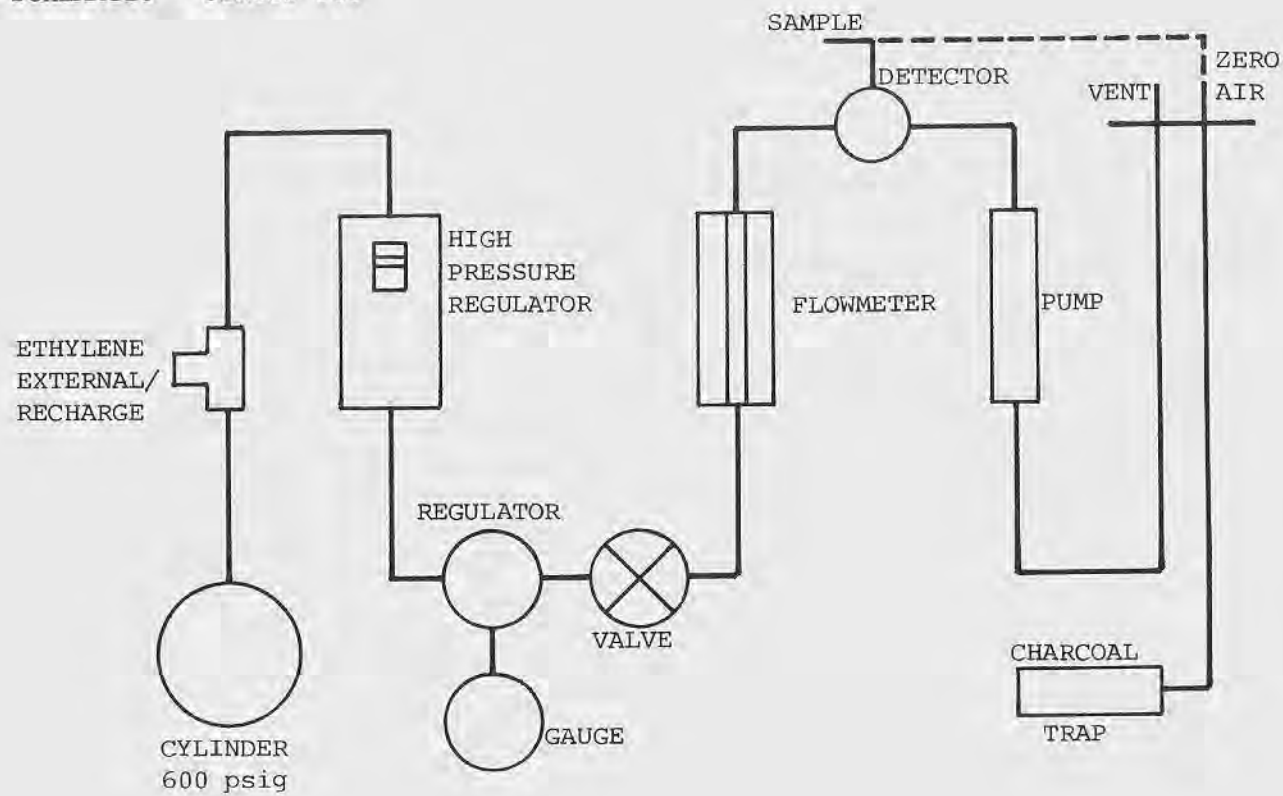 SAMPLE
DETECTOR
ZERO
AIR
VENT
HIGH
PRESSURE
REGULATOR
FLOWMETER
PUMP
ETHYLENE
EXTERNAL/
RECHARGE
REGULATOR
VALVE
CHARCOAL
TRAP
GAUGE
CYLINDER
600 psig